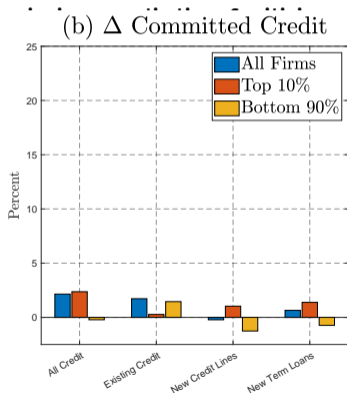 (b) Δ Committed Credit
All Firms
Top 10%
Bottom 90%
25
20
15
10
5
0
Percent
All Credit
Existing Credit
New Credit Lines
New Term Loans